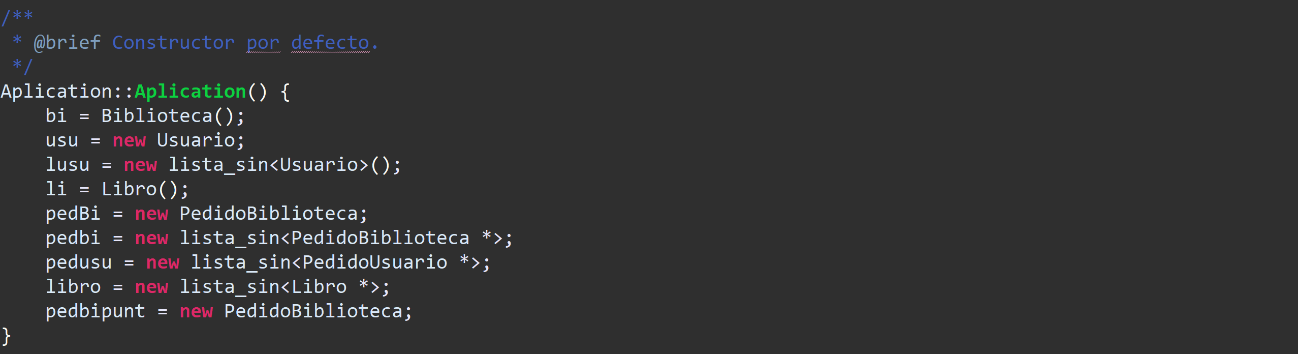 /**
 * @brief Constructor por defecto.
 */
Aplication::Aplication() {
    bi = Biblioteca();
    usu = new Usuario;
    lusu = new lista_sin<Usuario>();
    li = Libro();
    pedBi = new PedidoBiblioteca;
    pedbi = new lista_sin<PedidoBiblioteca *>;
    pedusu = new lista_sin<PedidoUsuario *>;
    libro = new lista_sin<Libro *>;
    pedbipunt = new PedidoBiblioteca;
}